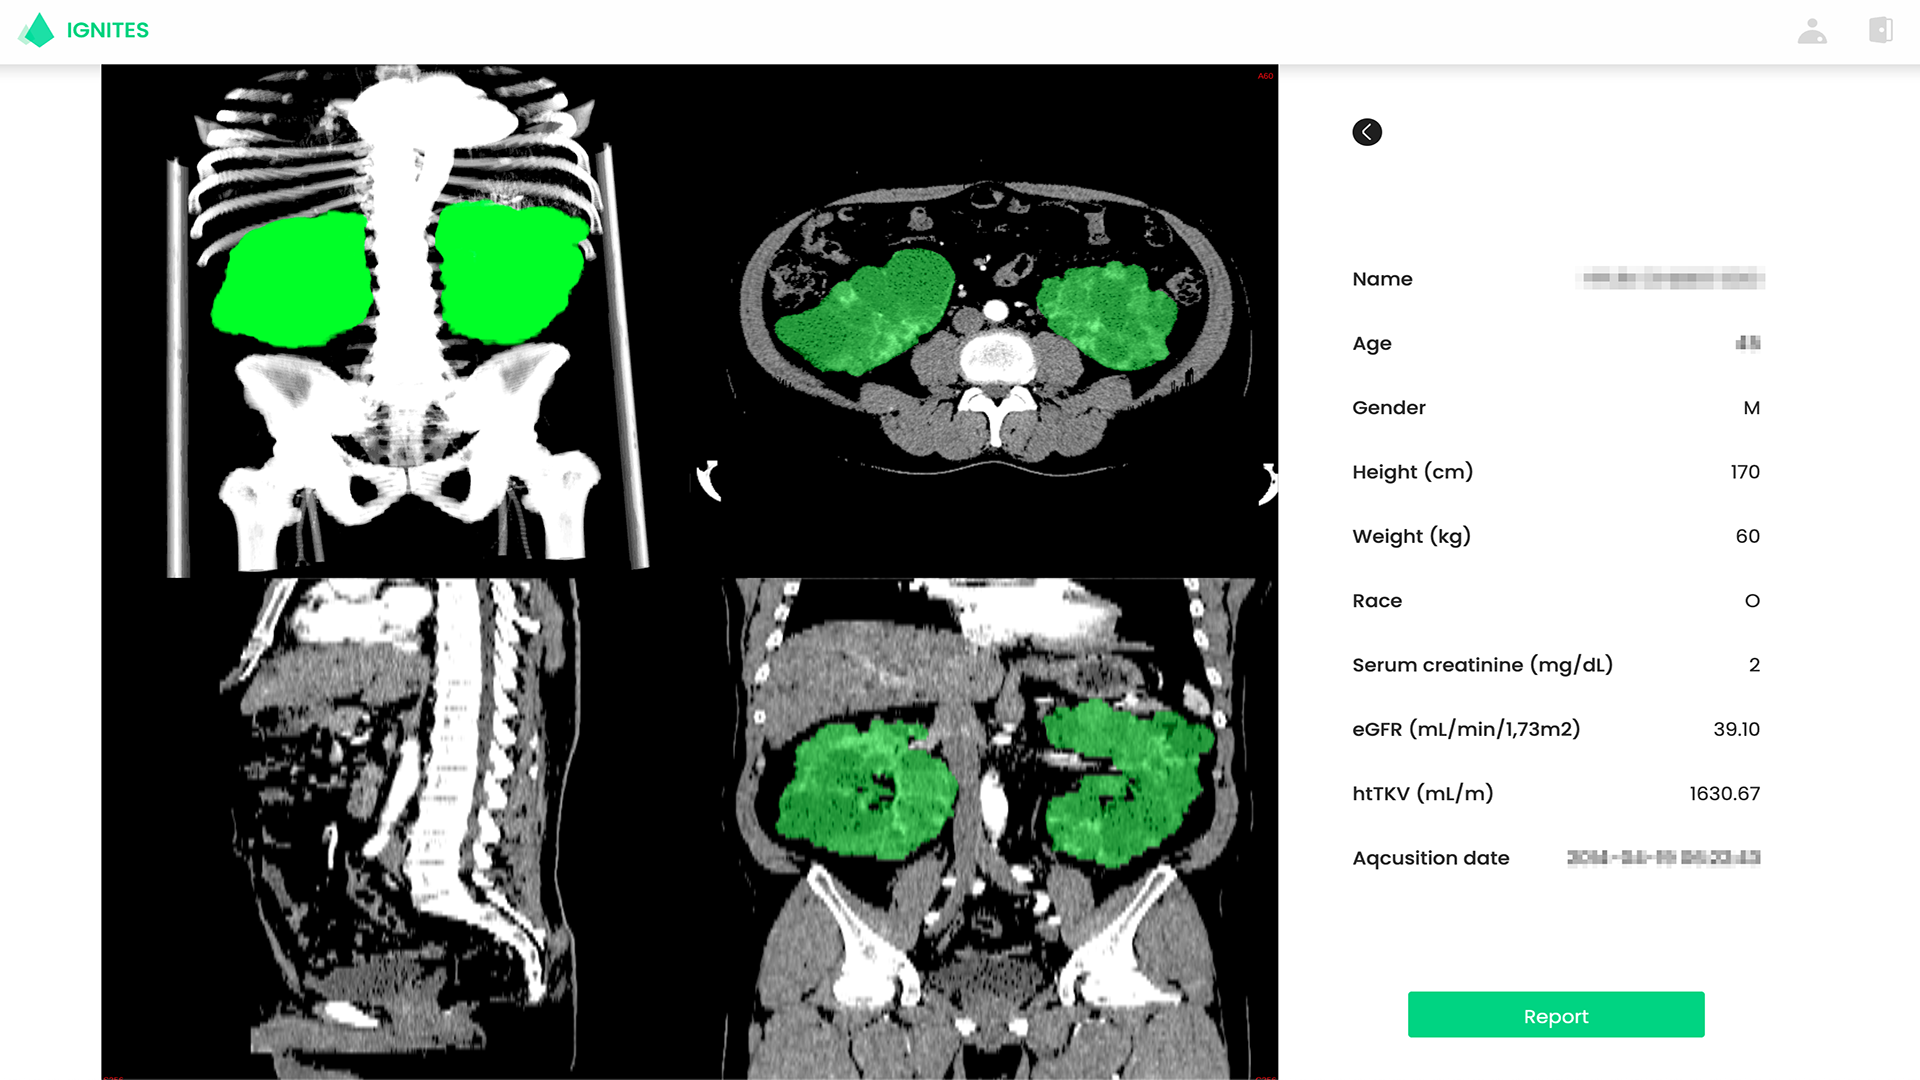 IGNITES
A60
Name
Age
Gender M
Height (cm) 170
Weight (kg) 60
Race O
Serum creatinine (mg/dL) 2
eGFR (mL/min/1,73m2) 39.10
htTKV (mL/m) 1630.67
Aqcusition date
Report